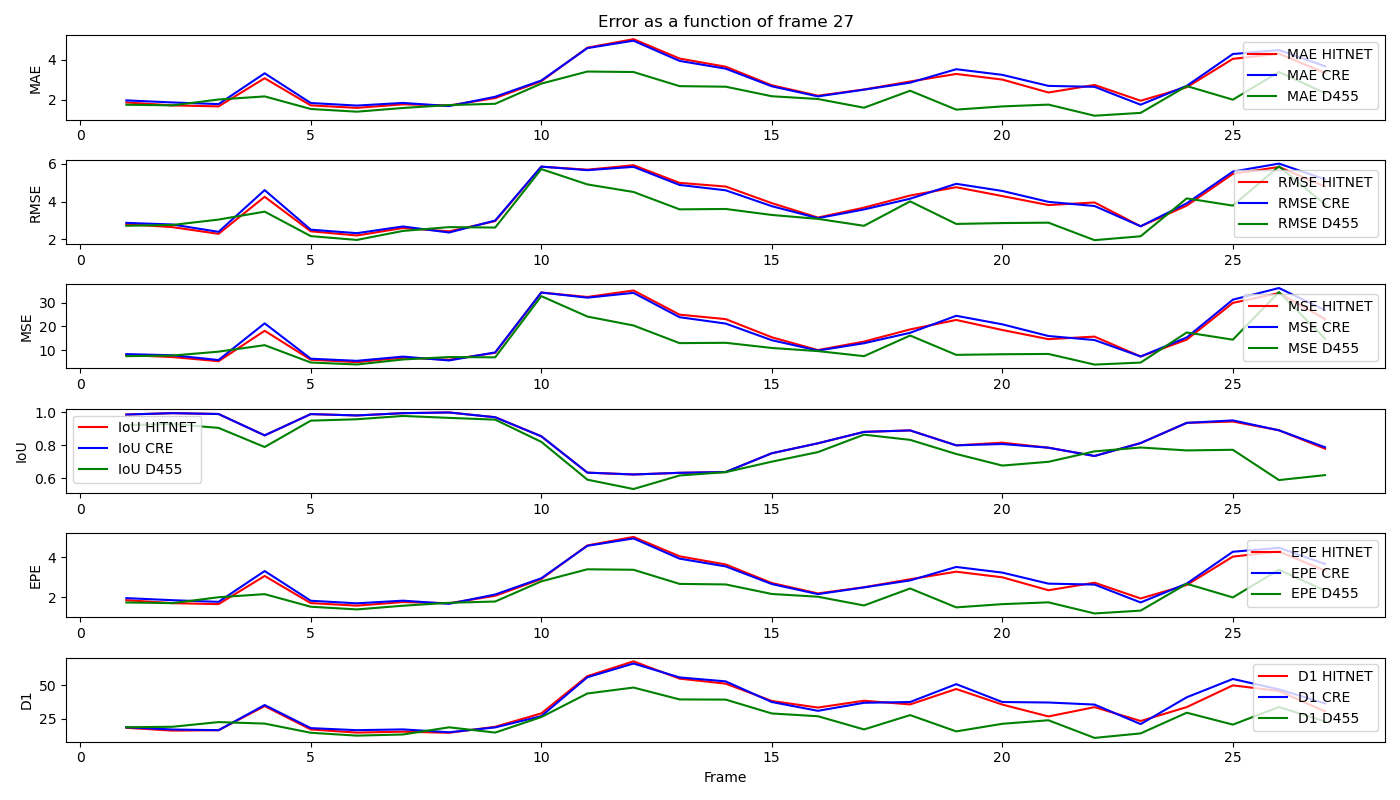 Error as a function of frame 27
MAE
4
2
MAE HITNET
MAE CRE
MAE D455
0 5 10 15 20 25
RMSE
6
4
2
RMSE HITNET
RMSE CRE
RMSE D455
0 5 10 15 20 25
MSE
30
20
10
MSE HITNET
MSE CRE
MSE D455
0 5 10 15 20 25
IoU
1.0
0.8
0.6
IoU HITNET
IoU CRE
IoU D455
0 5 10 15 20 25
EPE
4
2
EPE HITNET
EPE CRE
EPE D455
0 5 10 15 20 25
D1
50
25
D1 HITNET
D1 CRE
D1 D455
0 5 10 15 20 25
Frame